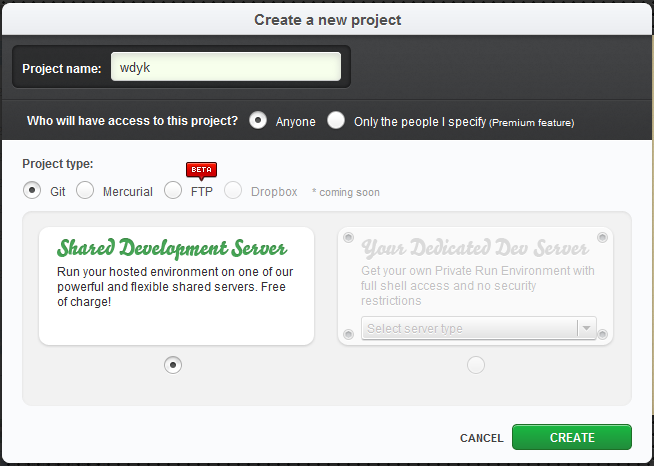 Create a new project
Project name: wdyk
Who will have access to this project? Anyone Only the people I specify (Premium feature)
Project type:
BETA
Git Mercurial FTP Dropbox * coming soon
Shared Development Server
Run your hosted environment on one of our
powerful and flexible shared servers. Free
of charge!
Your Dedicated Dev Server
Get your own Private Run Environment with
full shell access and no security
restrictions
Select server type
CANCEL CREATE